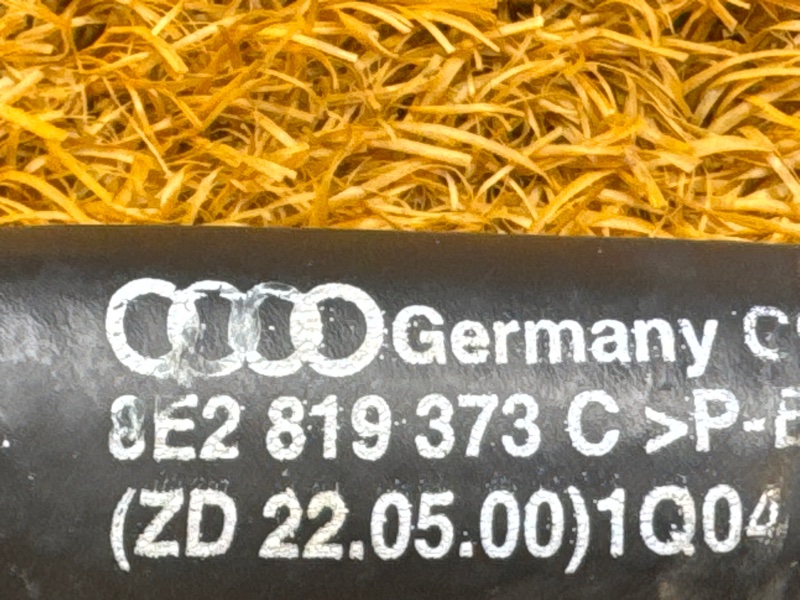 Germany
8E2 819 373 C >P-E
(ZD 22.05.00)1Q04